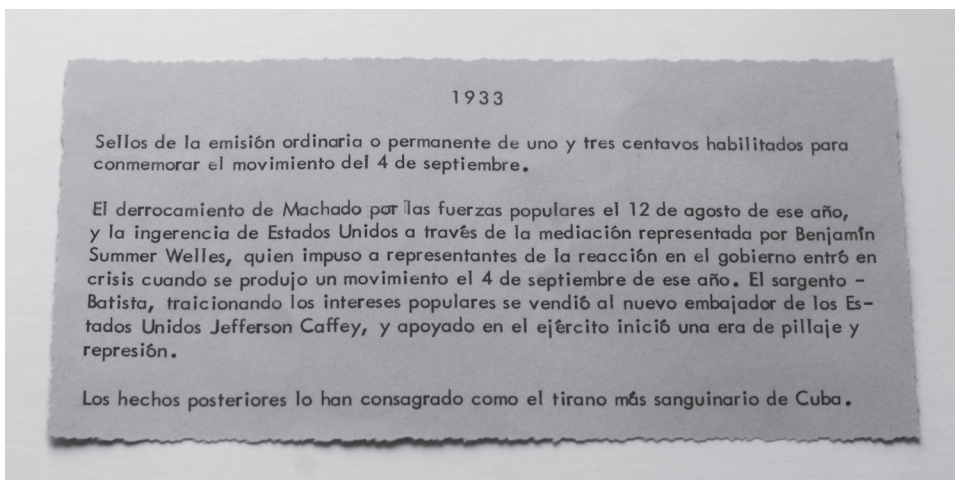 1933
Sellos de la emisión ordinaria o permanente de uno y tres centavos habilitados para
conmemorar el movimiento del 4 de septiembre.
El derrocamiento de Machado por las fuerzas populares el 12 de agosto de ese año,
y la ingerencia de Estados Unidos a través de la mediación representada por Benjamín
Summer Welles, quien impuso a representantes de la reacción en el gobierno entró en
crisis cuando se produjo un movimiento el 4 de septiembre de ese año. El sargento -
Batista, traicionando los intereses populares se vendió al nuevo embajador de los Es-
tados Unidos Jefferson Caffey, y apoyado en el ejército inició una era de pillaje y
represión.
Los hechos posteriores lo han consagrado como el tirano más sanguinario de Cuba.